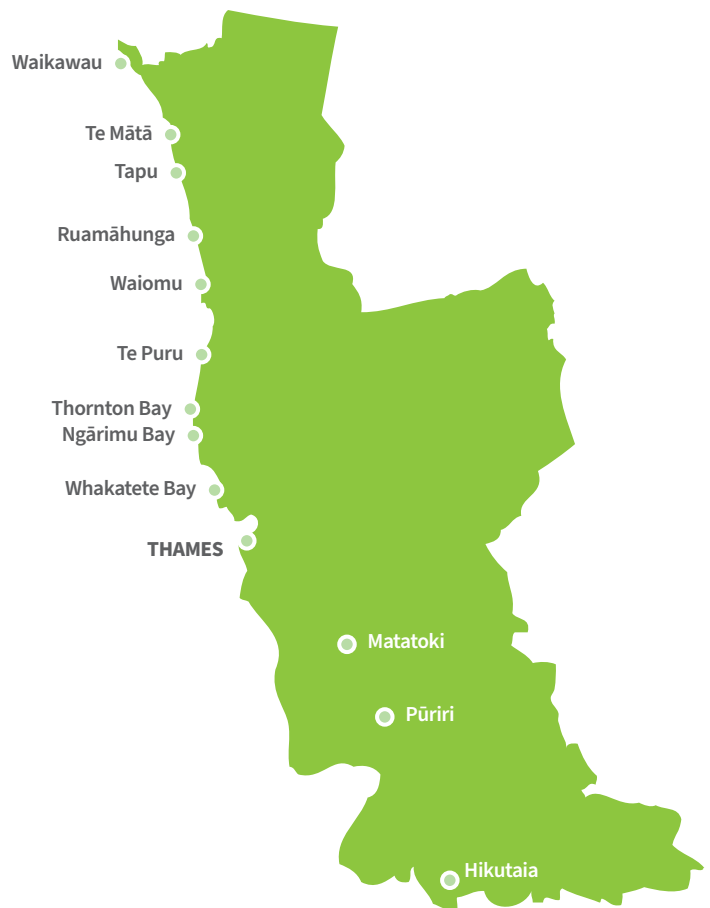 Waikawau
Te Mātā
Tapu
Ruamāhunga
Waiomu
Te Puru
Thornton Bay
Ngārimu Bay
Whakatete Bay
THAMES
Matatoki
Pūriri
Hikutaia